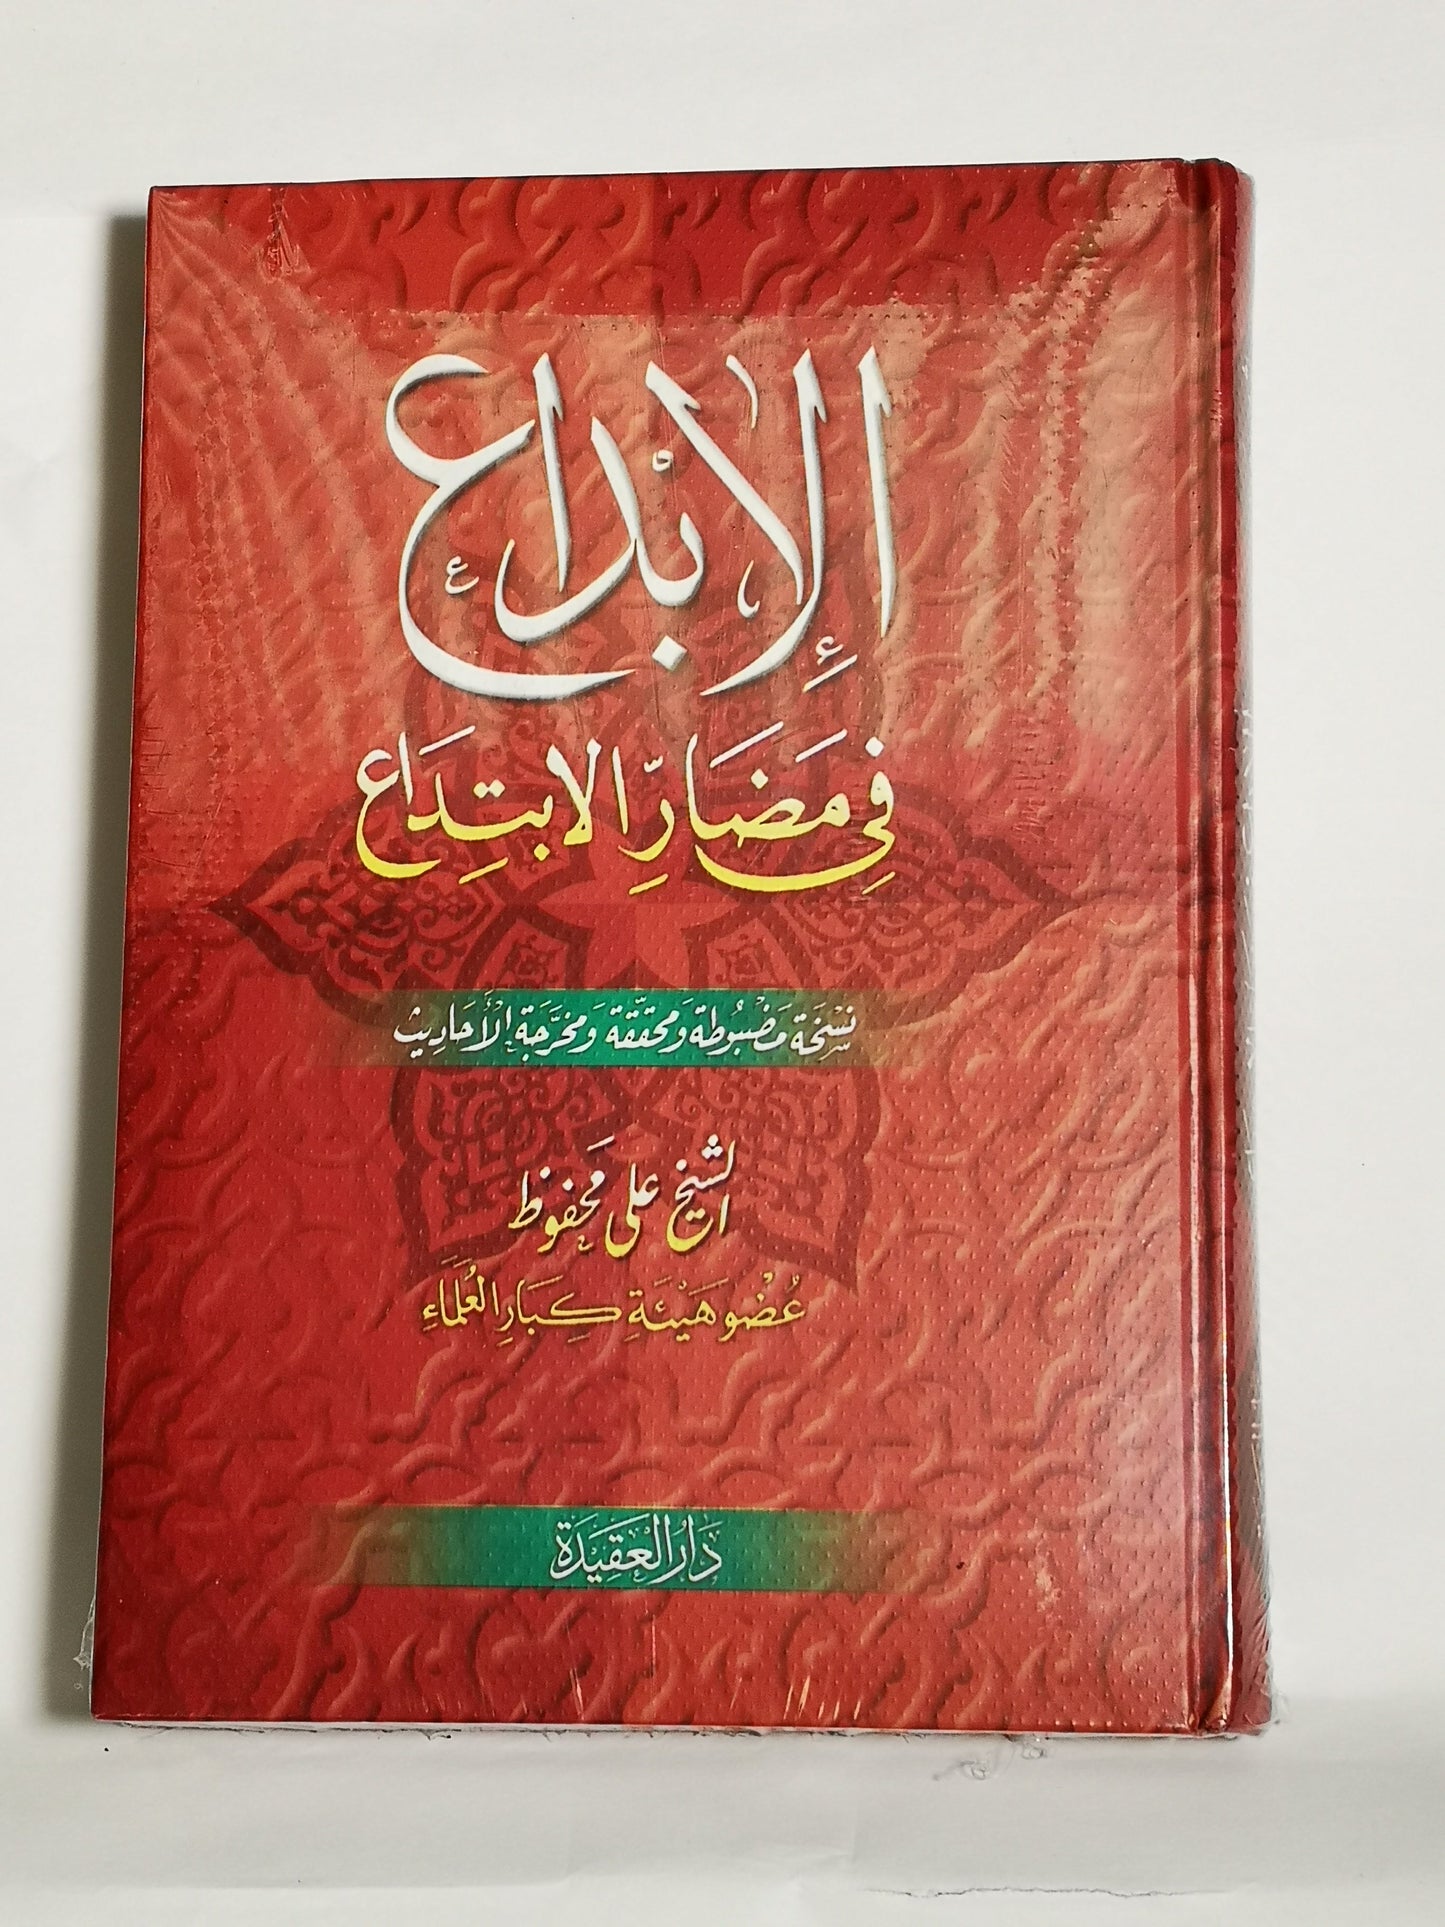 الإبداع
في مضار الابتداع
نسخة مضبوطة ومحققة ومخرجة الأحاديث
الشيخ علي محفوظ
عضو هيئة كبار العلماء
دار العقيدة